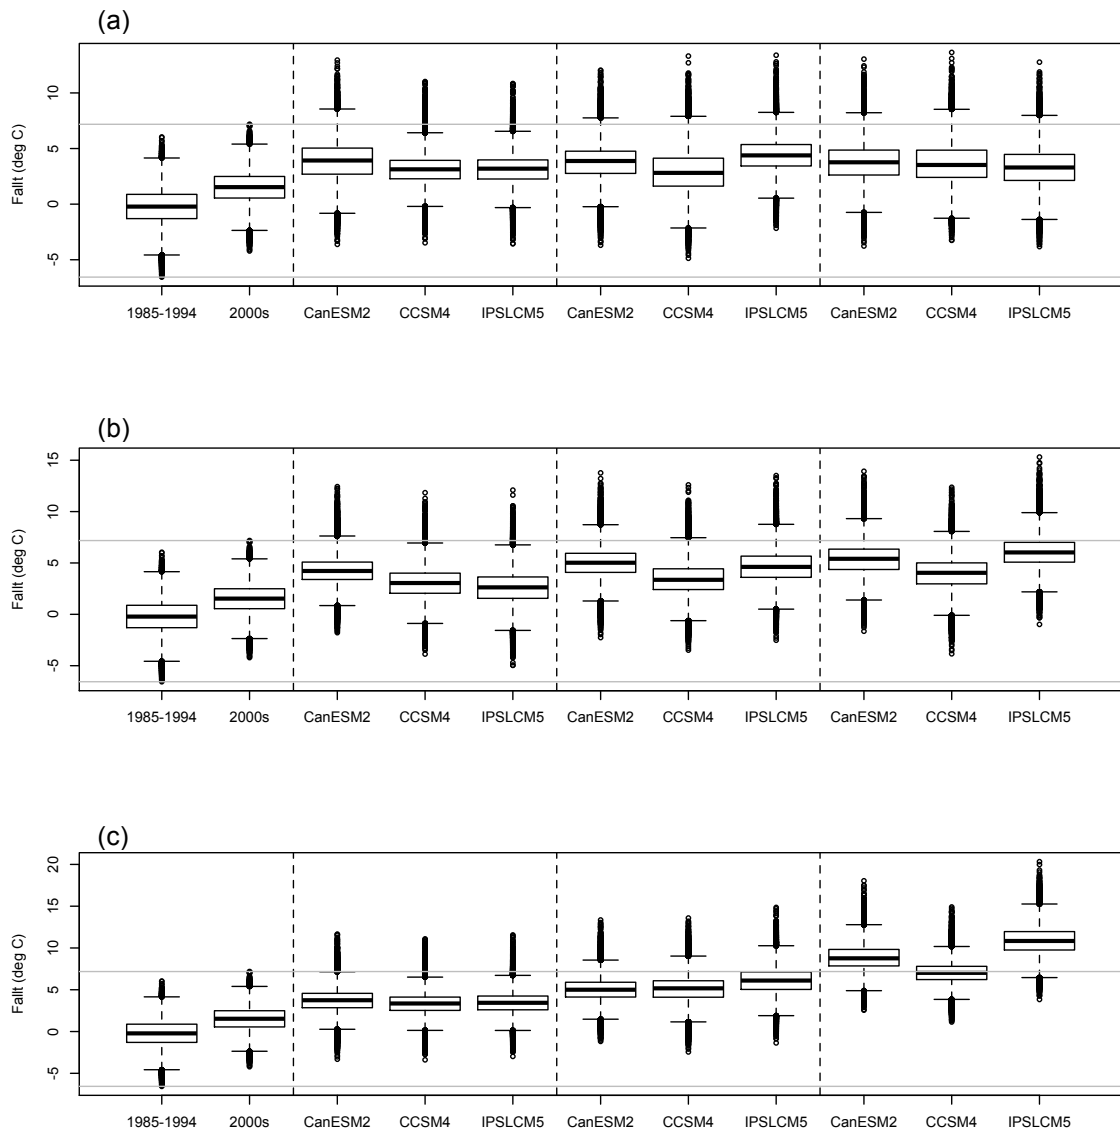 (a)
Fallt (deg C)
10
5
0
-5
1985-1994 2000s CanESM2 CCSM4 IPSLCM5 CanESM2 CCSM4 IPSLCM5 CanESM2 CCSM4 IPSLCM5
(b)
Fallt (deg C)
15
10
5
0
-5
1985-1994 2000s CanESM2 CCSM4 IPSLCM5 CanESM2 CCSM4 IPSLCM5 CanESM2 CCSM4 IPSLCM5
(c)
Fallt (deg C)
20
15
10
5
0
-5
1985-1994 2000s CanESM2 CCSM4 IPSLCM5 CanESM2 CCSM4 IPSLCM5 CanESM2 CCSM4 IPSLCM5